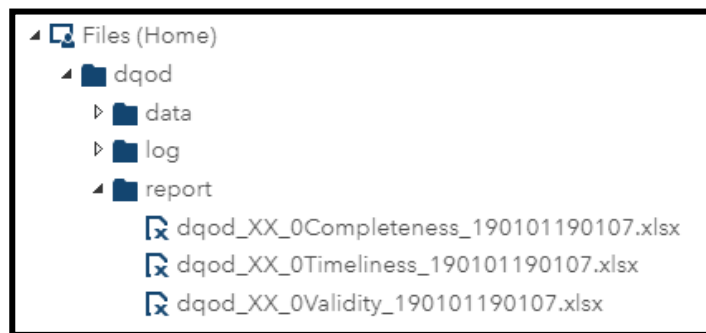 Files (Home)
dqod
data
log
report
dqod_XX_0Completeness_190101190107.xlsx
dqod_XX_0Timeliness_190101190107.xlsx
dqod_XX_0Validity_190101190107.xlsx